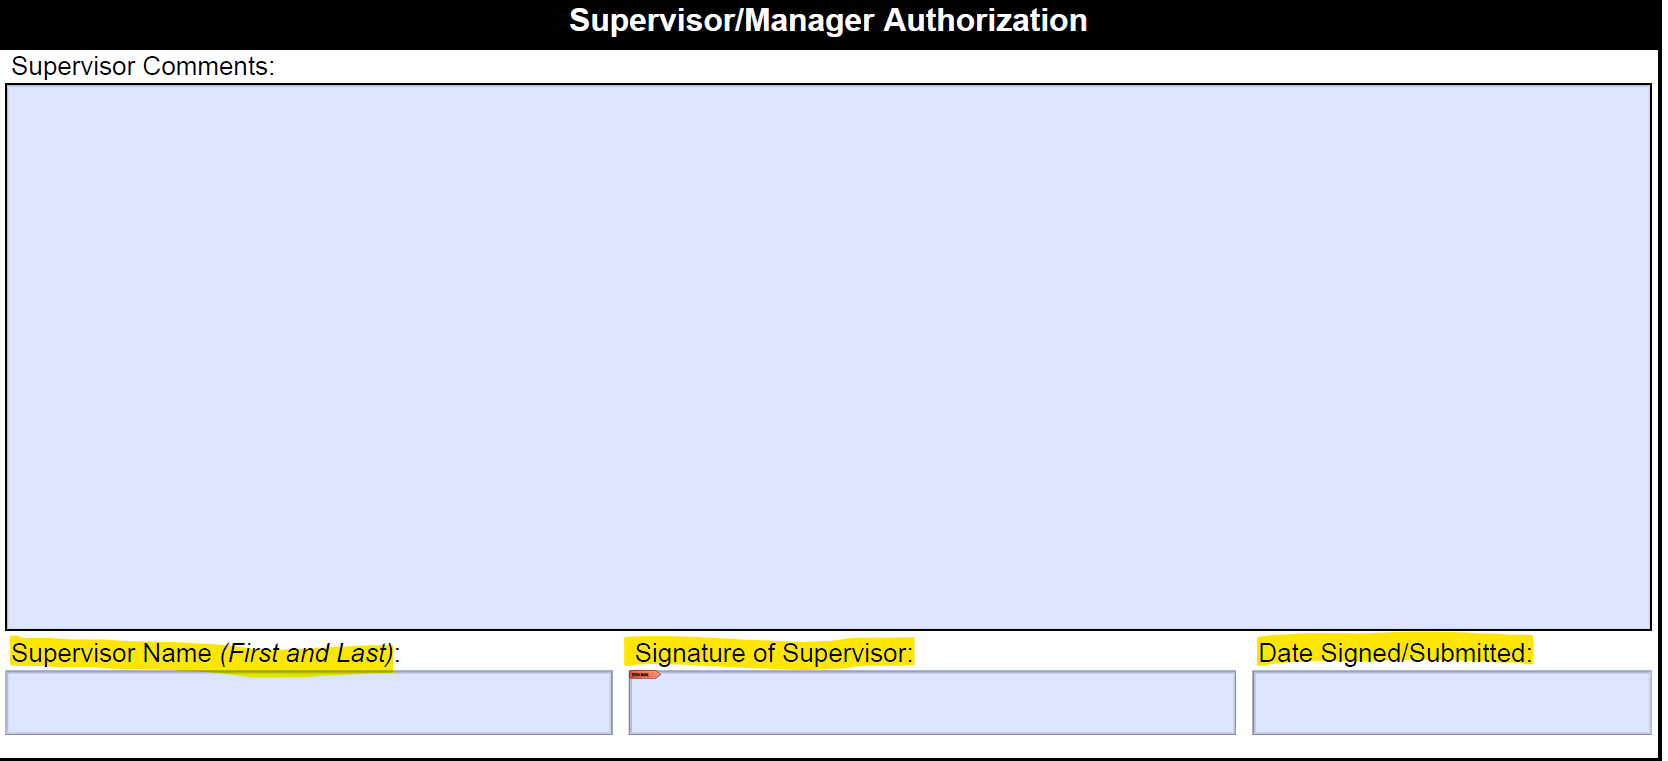 Supervisor/Manager Authorization
Supervisor Comments:
Supervisor Name (First and Last):
Signature of Supervisor:
Date Signed/Submitted: